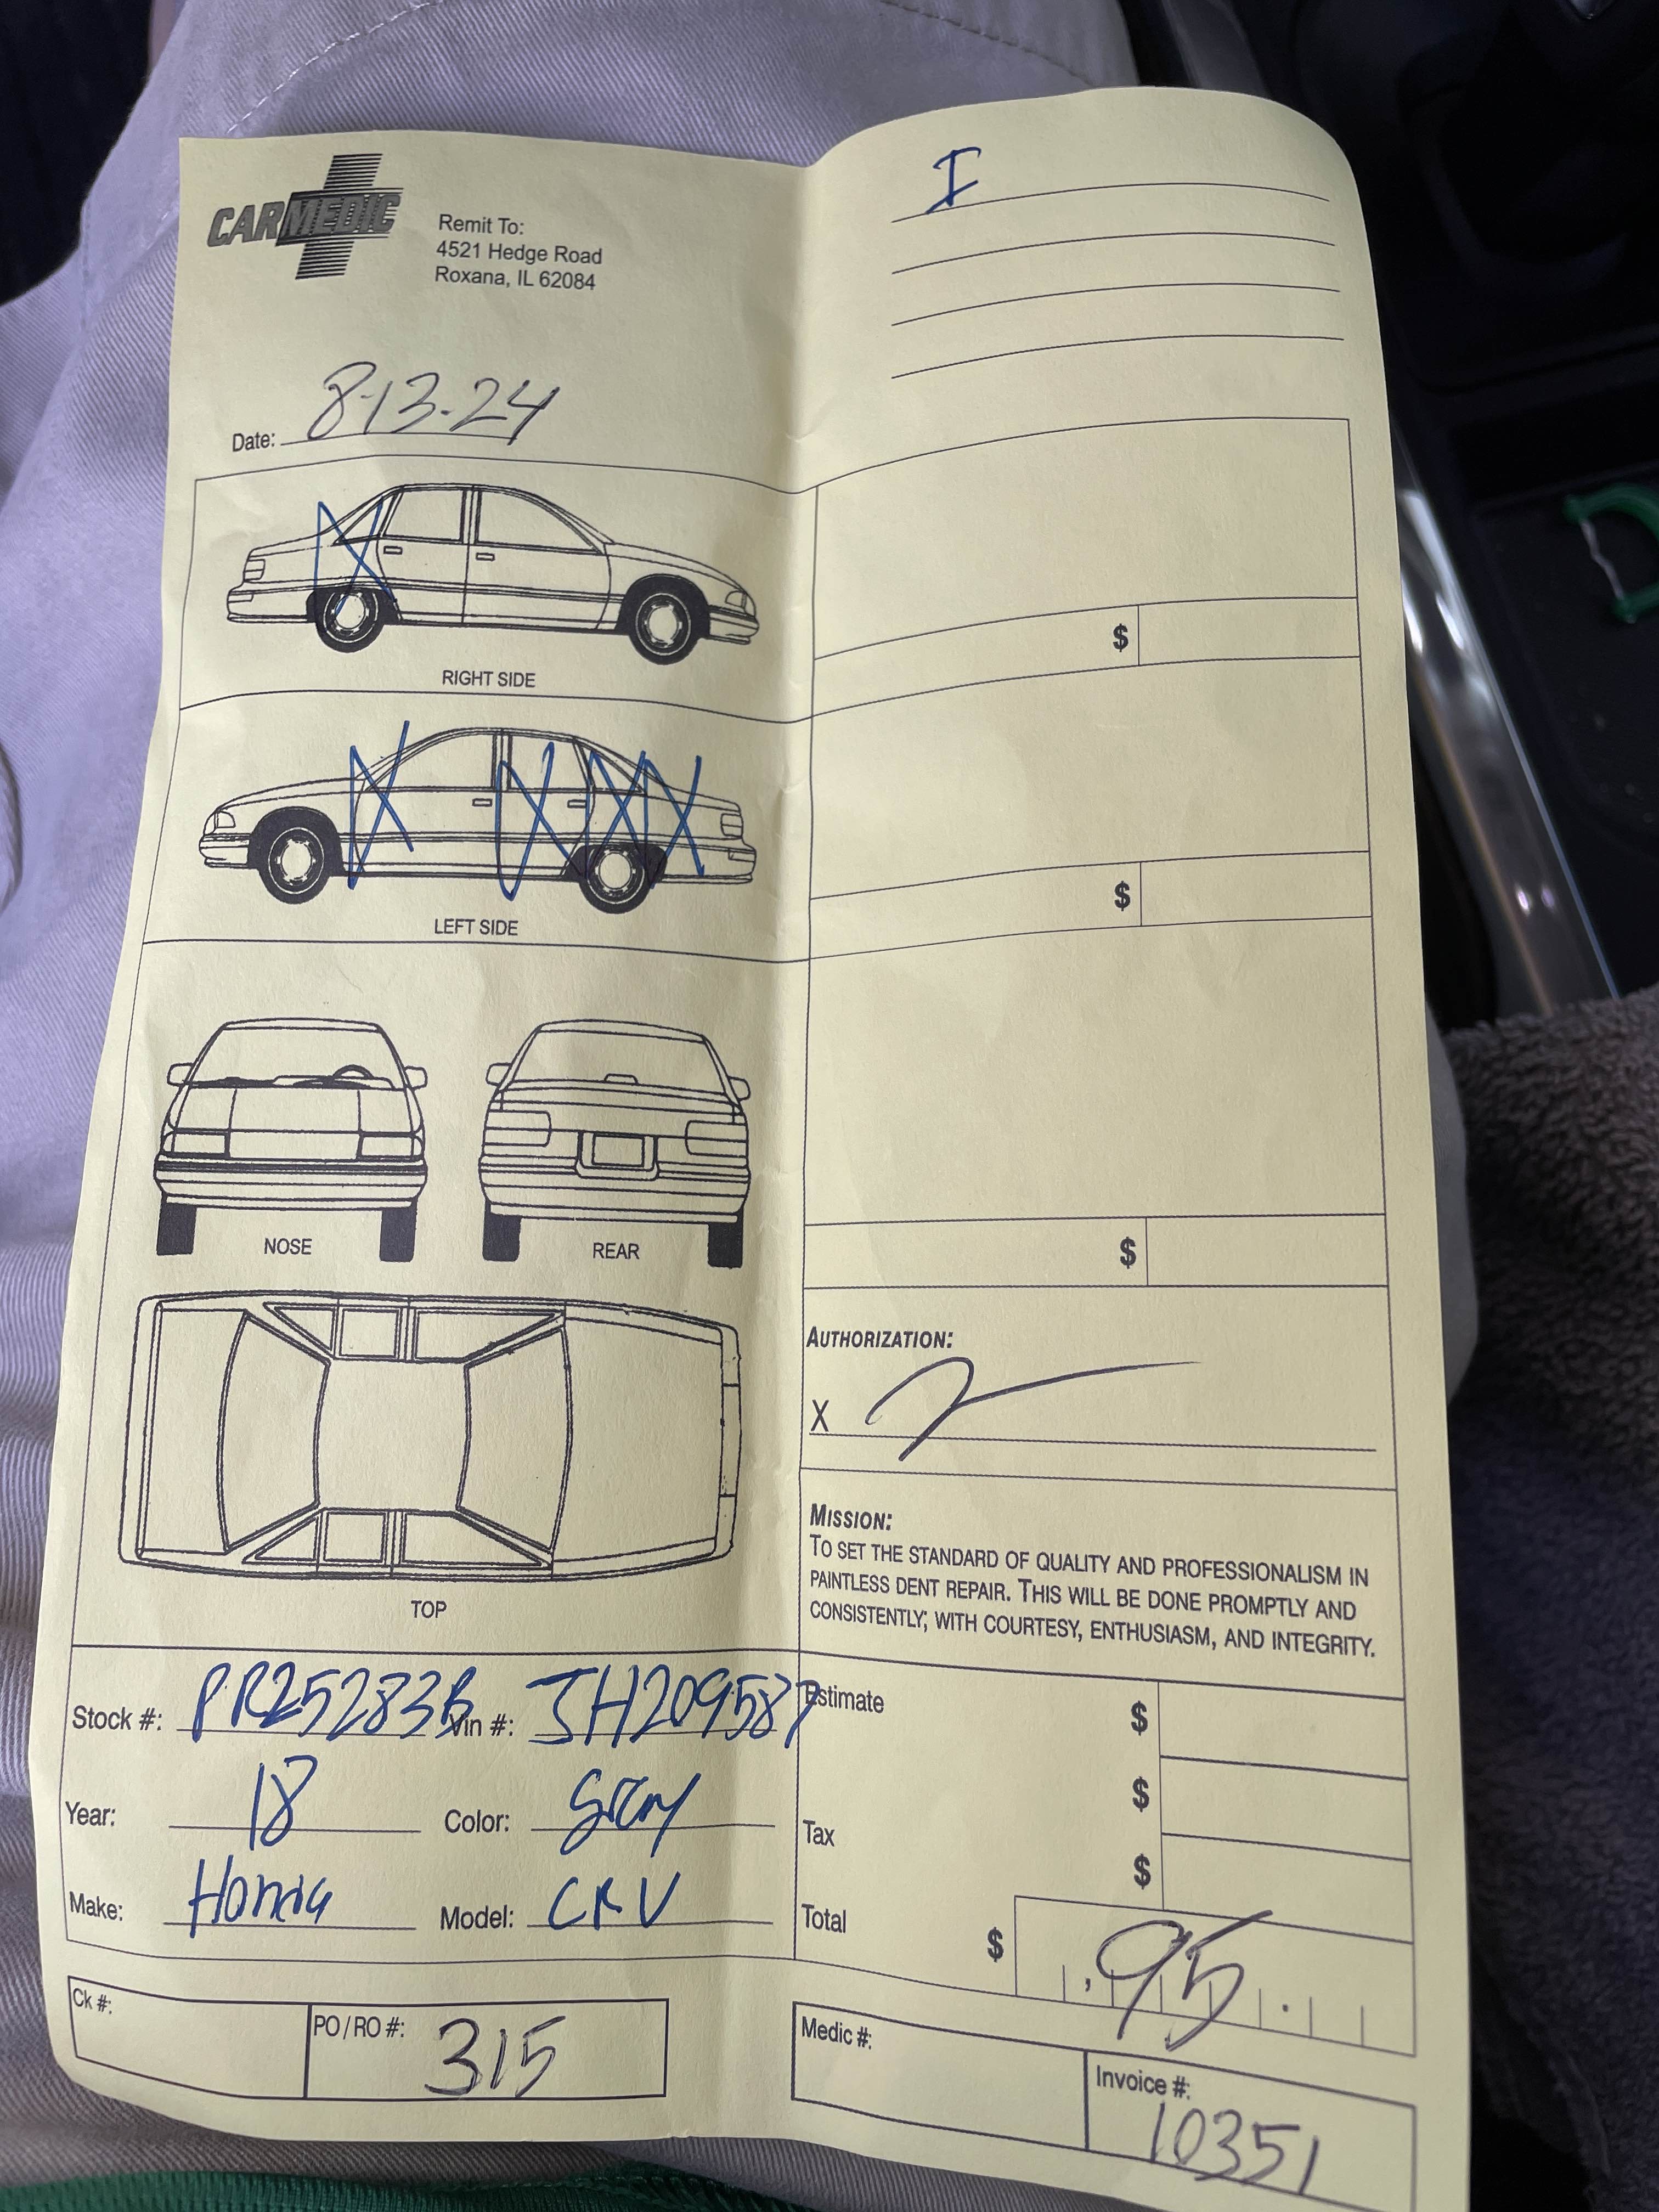 CARMEDIC
Remit To:
4521 Hedge Road
Roxana, IL 62084
I
Date: 8-13-24
RIGHT SIDE
$
LEFT SIDE
$
NOSE
REAR
$
TOP
AUTHORIZATION:
X
MISSION:
TO SET THE STANDARD OF QUALITY AND PROFESSIONALISM IN
PAINTLESS DENT REPAIR. THIS WILL BE DONE PROMPTLY AND
CONSISTENTLY; WITH COURTESY, ENTHUSIASM, AND INTEGRITY.
Stock #: PR25283B Vin #: JH209587
Year: 18 Color: Gray
Make: Honda Model: CRV
Estimate $
$
Tax $
Total $ 95
Ck #:
PO/RO #: 315
Medic #:
Invoice #: 10351